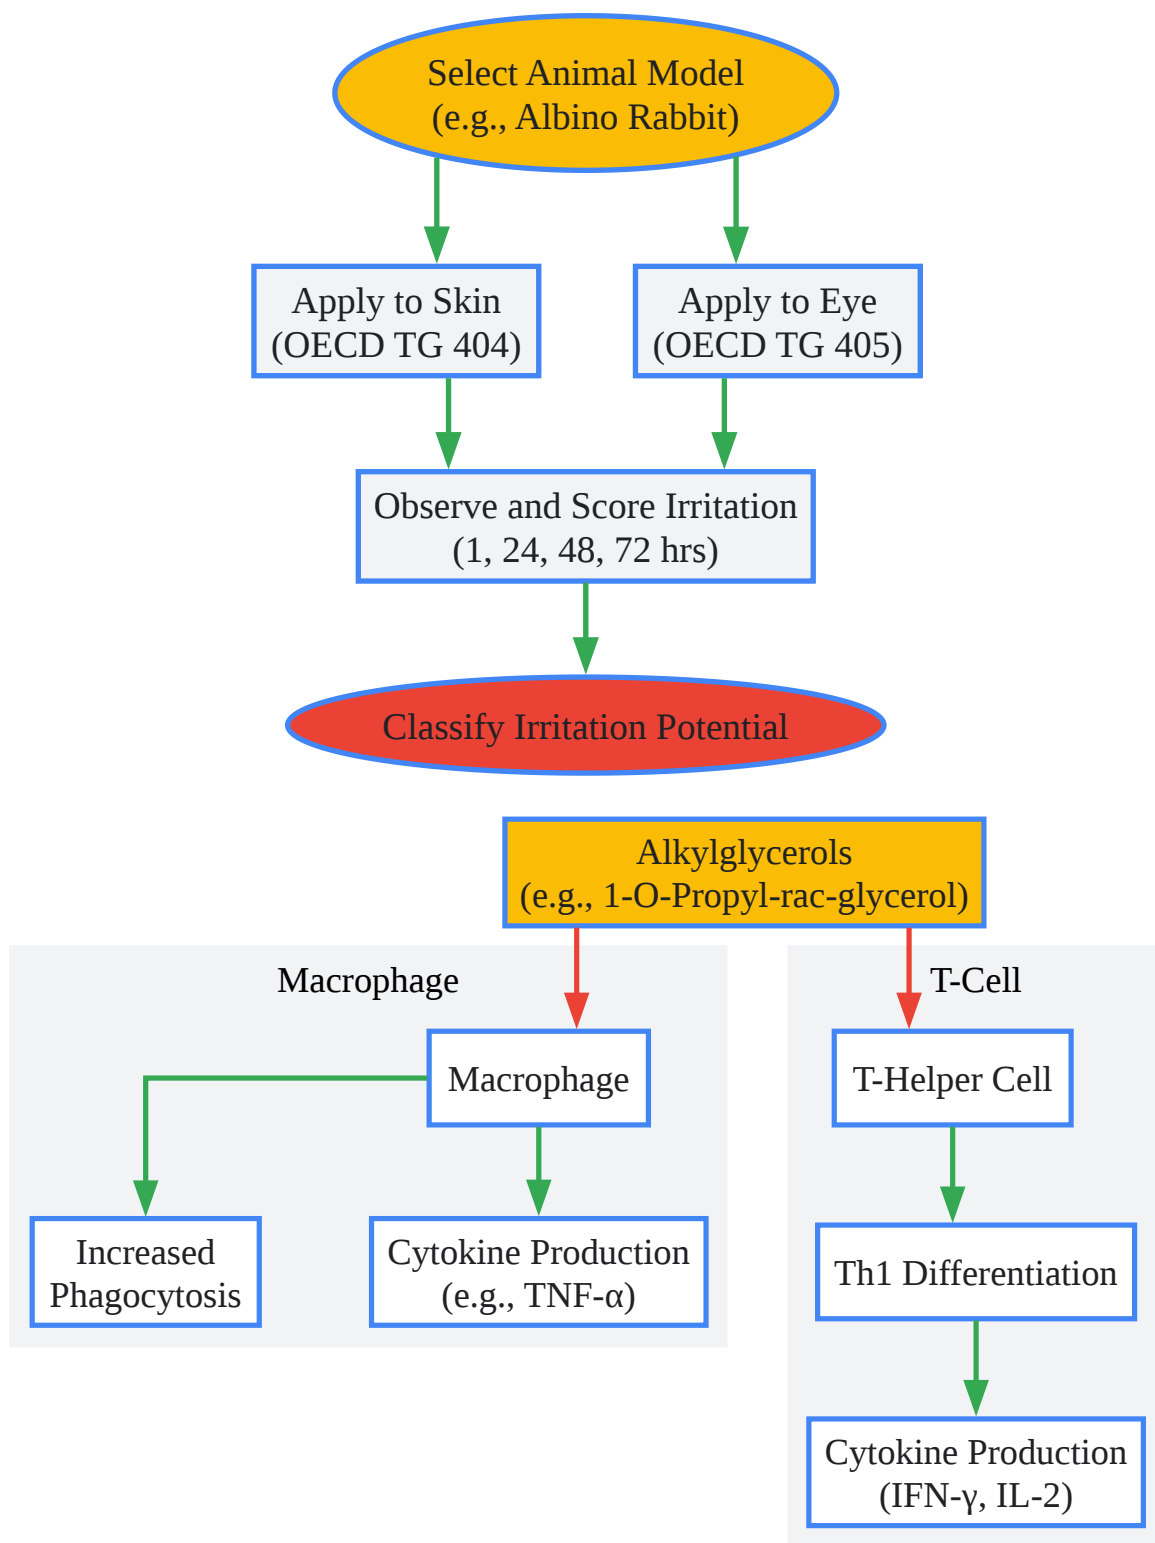 Select Animal Model
(e.g., Albino Rabbit)
Apply to Skin
(OECD TG 404)
Apply to Eye
(OECD TG 405)
Observe and Score Irritation
(1, 24, 48, 72 hrs)
Classify Irritation Potential
Alkylglycerols
(e.g., 1-O-Propyl-rac-glycerol)
Macrophage
Macrophage
Increased
Phagocytosis
Cytokine Production
(e.g., TNF-α)
T-Cell
T-Helper Cell
Th1 Differentiation
Cytokine Production
(IFN-γ, IL-2)